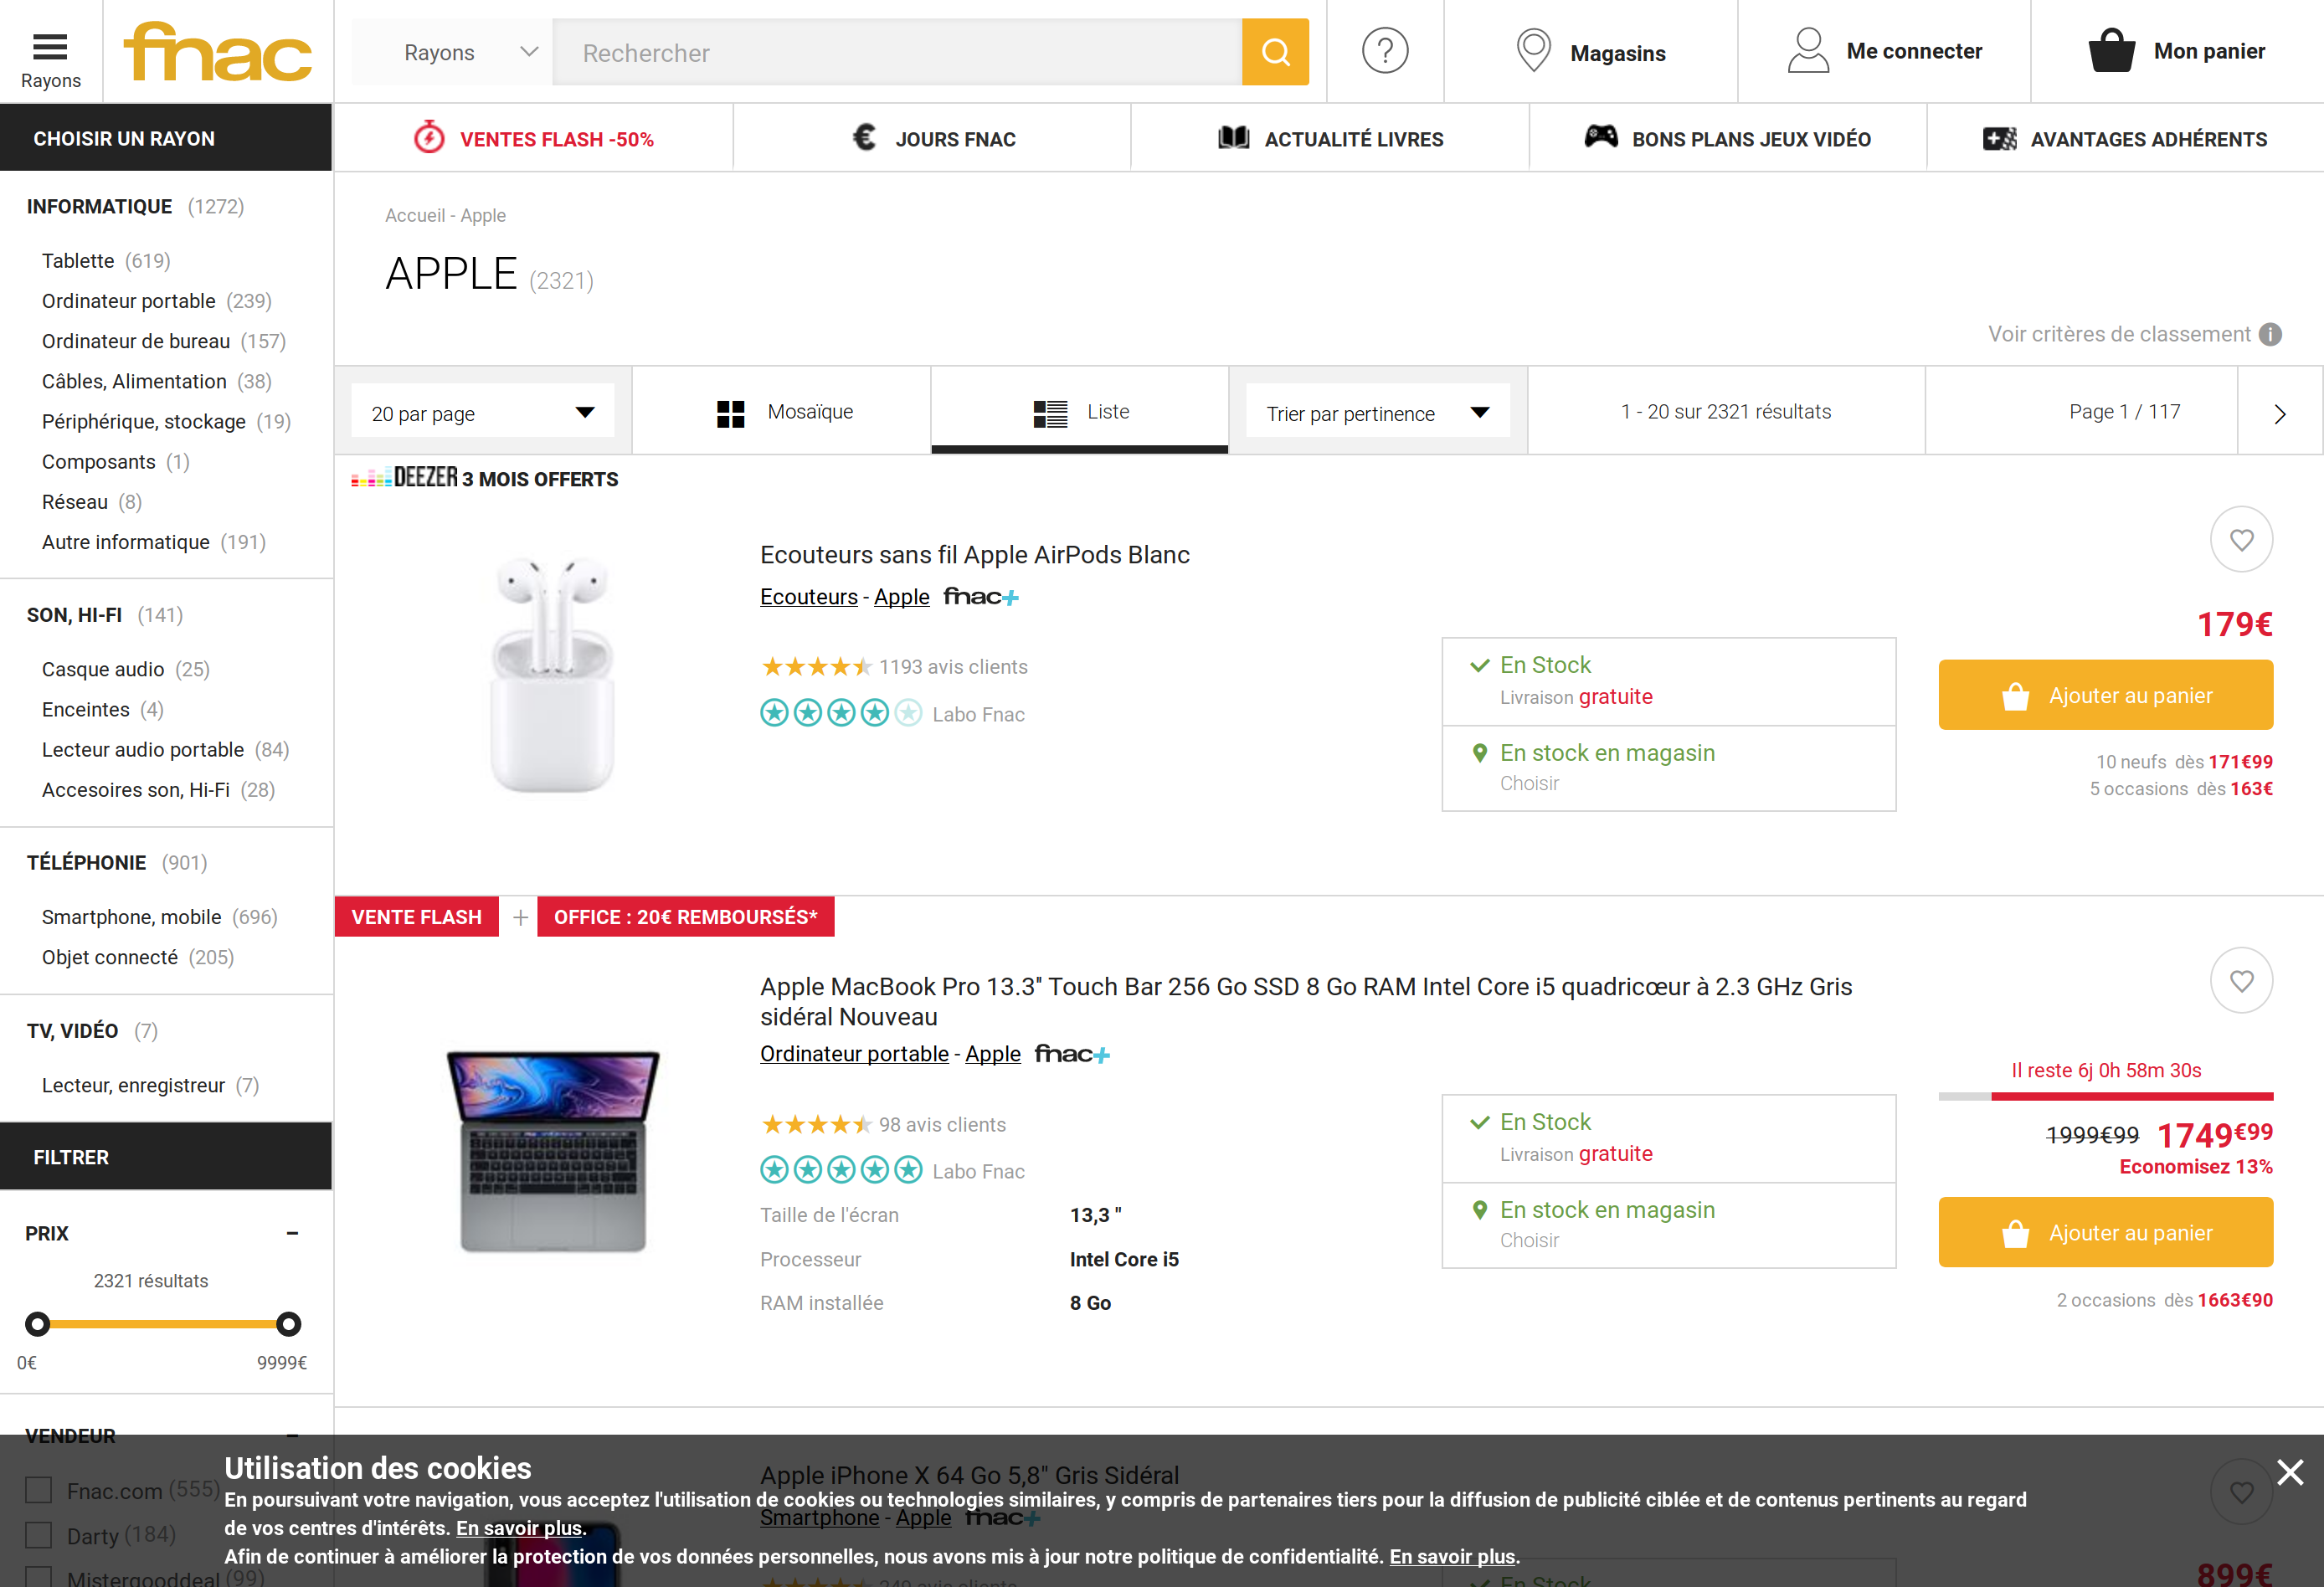 Rayons
fnac
Rayons
Rechercher
?
Magasins
Me connecter
Mon panier
CHOISIR UN RAYON
VENTES FLASH -50%
JOURS FNAC
ACTUALITÉ LIVRES
BONS PLANS JEUX VIDÉO
AVANTAGES ADHÉRENTS
INFORMATIQUE (1272)
Tablette (619)
Ordinateur portable (239)
Ordinateur de bureau (157)
Câbles, Alimentation (38)
Périphérique, stockage (19)
Composants (1)
Réseau (8)
Autre informatique (191)
SON, HI-FI (141)
Casque audio (25)
Enceintes (4)
Lecteur audio portable (84)
Accesoires son, Hi-Fi (28)
TÉLÉPHONIE (901)
Smartphone, mobile (696)
Objet connecté (205)
TV, VIDÉO (7)
Lecteur, enregistreur (7)
FILTRER
PRIX
2321 résultats
0€ 9999€
VENDEUR
Fnac.com (555)
Darty (184)
Mistergooddeal (99)
Accueil - Apple
APPLE (2321)
Voir critères de classement i
20 par page
Mosaïque
Liste
Trier par pertinence
1 - 20 sur 2321 résultats
Page 1 / 117
DEEZER 3 MOIS OFFERTS
Ecouteurs sans fil Apple AirPods Blanc
Ecouteurs - Apple fnac+
1193 avis clients
Labo Fnac
En Stock
Livraison gratuite
En stock en magasin
Choisir
179€
Ajouter au panier
10 neufs dès 171€99
5 occasions dès 163€
VENTE FLASH + OFFICE : 20€ REMBOURSÉS*
Apple MacBook Pro 13.3'' Touch Bar 256 Go SSD 8 Go RAM Intel Core i5 quadricœur à 2.3 GHz Gris
sidéral Nouveau
Ordinateur portable - Apple fnac+
98 avis clients
Labo Fnac
Taille de l'écran 13,3 "
Processeur Intel Core i5
RAM installée 8 Go
En Stock
Livraison gratuite
En stock en magasin
Choisir
Il reste 6j 0h 58m 30s
1999€99 1749€99
Economisez 13%
Ajouter au panier
2 occasions dès 1663€90
Apple iPhone X 64 Go 5,8" Gris Sidéral
Smartphone - Apple fnac+
349 avis clients
En Stock
899€
Utilisation des cookies
En poursuivant votre navigation, vous acceptez l'utilisation de cookies ou technologies similaires, y compris de partenaires tiers pour la diffusion de publicité ciblée et de contenus pertinents au regard
de vos centres d'intérêts. En savoir plus.
Afin de continuer à améliorer la protection de vos données personnelles, nous avons mis à jour notre politique de confidentialité. En savoir plus.